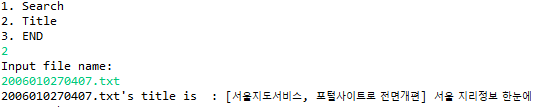 1. Search
2. Title
3. END
2
Input file name:
2006010270407.txt
2006010270407.txt's title is  : [서울지도서비스, 포털사이트로 전면개편] 서울 지리정보 한눈에